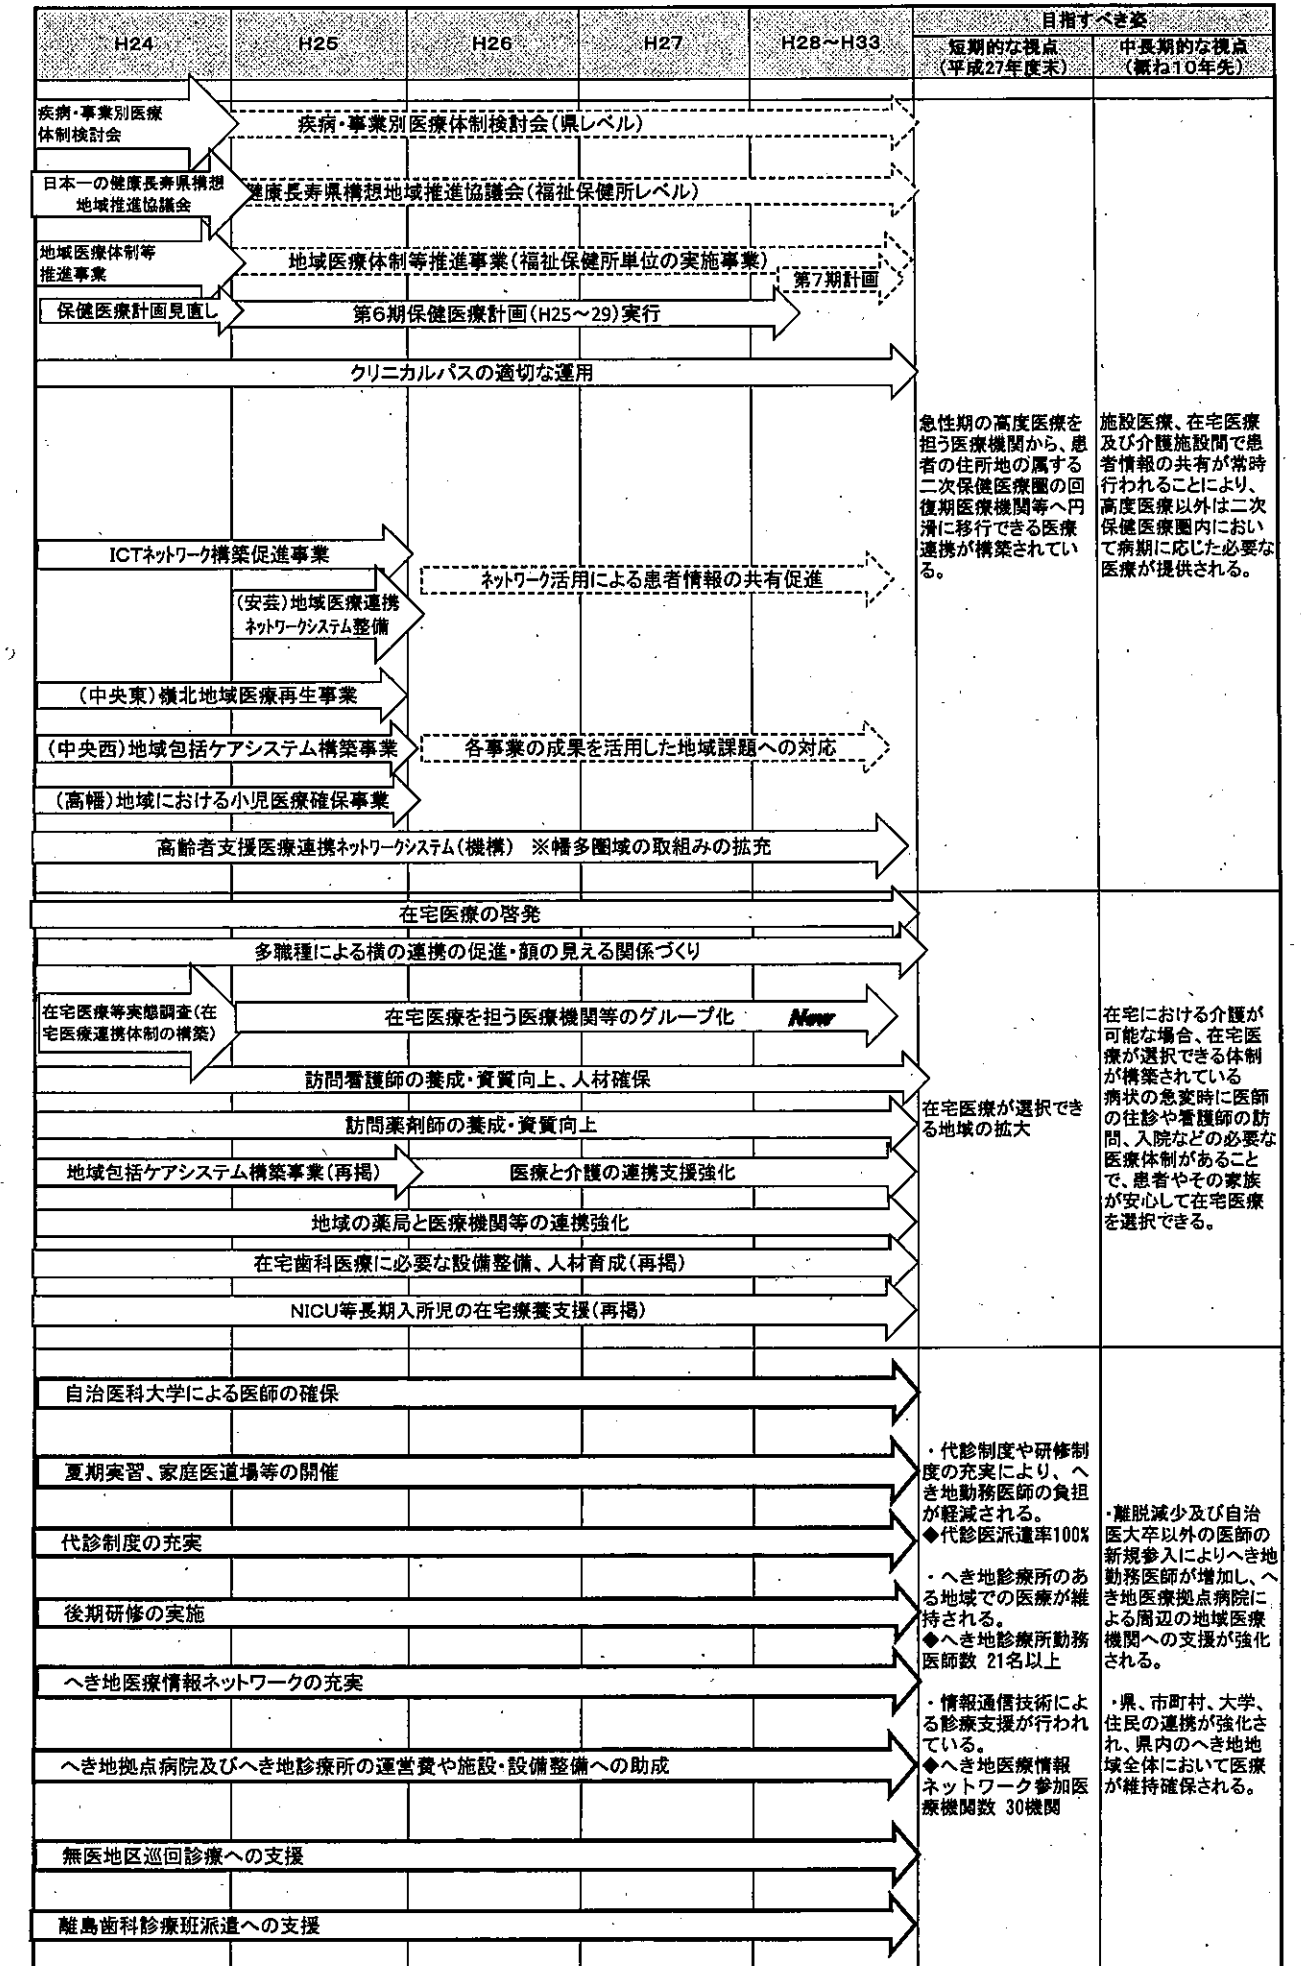 H24
H25
H26
H27
H28～H33
目指すべき姿
短期的な視点
（平成27年度末）
中長期的な視点
（概ね10年先）
疾病・事業別医療
体制検討会
疾病・事業別医療体制検討会（県レベル）
日本一の健康長寿県構想
地域推進協議会
健康長寿県構想地域推進協議会（福祉保健所レベル）
地域医療体制等
推進事業
地域医療体制等推進事業（福祉保健所単位の実施事業）
第7期計画
保健医療計画見直し
第6期保健医療計画（H25～29）実行
クリニカルパスの適切な運用
急性期の高度医療を
担う医療機関から、患
者の住所地の属する
二次保健医療圏の回
復期医療機関等へ円
滑に移行できる医療
連携が構築されてい
る。
施設医療、在宅医療
及び介護施設間で患
者情報の共有が常時
行われることにより、
高度医療以外は二次
保健医療圏内におい
て病期に応じた必要な
医療が提供される。
ICTネットワーク構築促進事業
ネットワーク活用による患者情報の共有促進
（安芸）地域医療連携
ネットワークシステム整備
（中央東）嶺北地域医療再生事業
（中央西）地域包括ケアシステム構築事業
各事業の成果を活用した地域課題への対応
（高幡）地域における小児医療確保事業
高齢者支援医療連携ネットワークシステム（機構）　※幡多圏域の取組みの拡充
在宅医療の啓発
多職種による横の連携の促進・顔の見える関係づくり
在宅医療等実態調査（在
宅医療連携体制の構築）
在宅医療を担う医療機関等のグループ化
New
訪問看護師の養成・資質向上、人材確保
訪問薬剤師の養成・資質向上
地域包括ケアシステム構築事業（再掲）
医療と介護の連携支援強化
地域の薬局と医療機関等の連携強化
在宅歯科医療に必要な設備整備、人材育成（再掲）
NICU等長期入所児の在宅療養支援（再掲）
在宅医療が選択でき
る地域の拡大
在宅における介護が
可能な場合、在宅医
療が選択できる体制
が構築されている
病状の急変時に医師
の往診や看護師の訪
問、入院などの必要な
医療体制があること
で、患者やその家族
が安心して在宅医療
を選択できる。
自治医科大学による医師の確保
夏期実習、家庭医道場等の開催
代診制度の充実
後期研修の実施
へき地医療情報ネットワークの充実
へき地拠点病院及びへき地診療所の運営費や施設・設備整備への助成
無医地区巡回診療への支援
離島歯科診療班派遣への支援
・代診制度や研修制
度の充実により、へ
き地勤務医師の負担
が軽減される。
◆代診医派遣率100%
・へき地診療所のあ
る地域での医療が維
持される。
◆へき地診療所勤務
医師数 21名以上
・情報通信技術によ
る診療支援が行われ
ている。
◆へき地医療情報
ネットワーク参加医
療機関数 30機関
・離脱減少及び自治
医大卒以外の医師の
新規参入によりへき地
勤務医師が増加し、へ
き地医療拠点病院に
よる周辺の地域医療
機関への支援が強化
される。
・県、市町村、大学、
住民の連携が強化さ
れ、県内のへき地地
域全体において医療
が維持確保される。